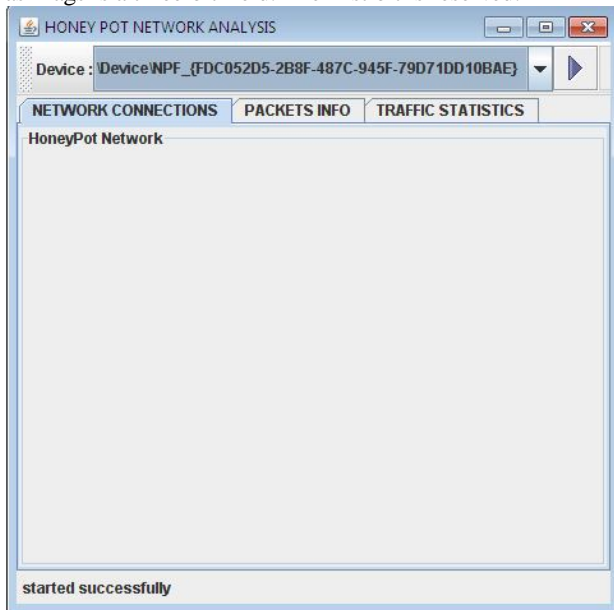 HONEY POT NETWORK ANALYSIS
Device : \Device\NPF_{FDC052D5-2B8F-487C-945F-79D71DD10BAE}
NETWORK CONNECTIONS PACKETS INFO TRAFFIC STATISTICS
HoneyPot Network
started successfully